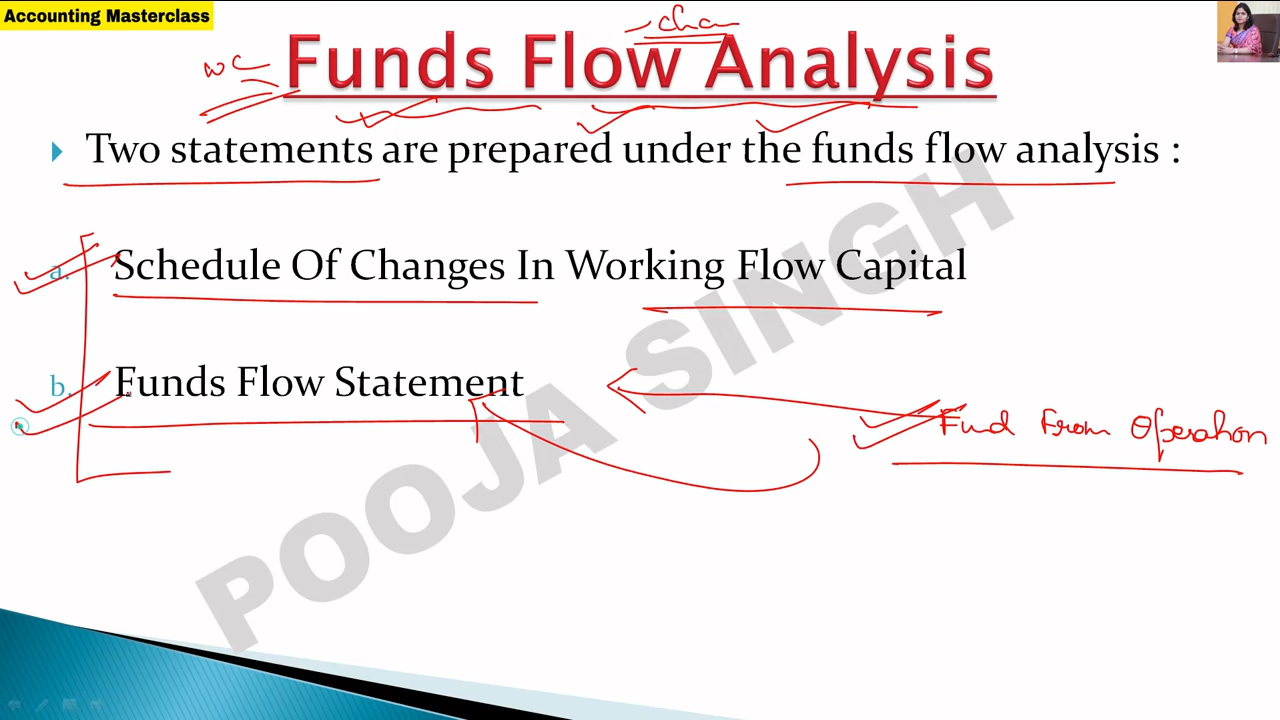 Accounting Masterclass
chan
wc
Funds Flow Analysis
Two statements are prepared under the funds flow analysis :
a. Schedule Of Changes In Working Flow Capital
b. Funds Flow Statement
Fund From Operation
POOJA SINGH